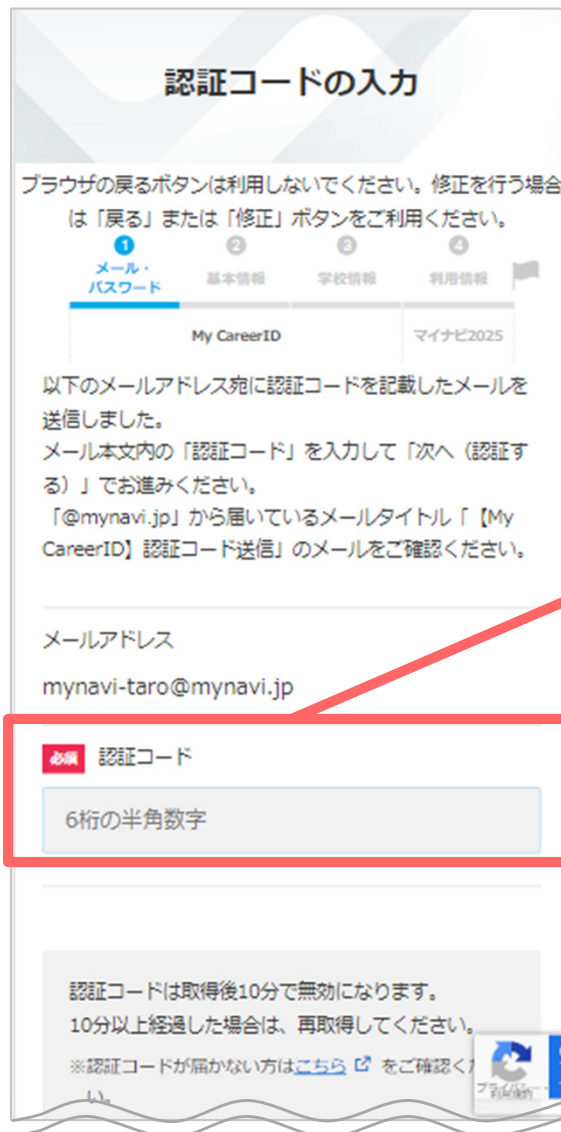 認証コードの入力
ブラウザの戻るボタンは利用しないでください。修正を行う場合
は「戻る」または「修正」ボタンをご利用ください。
1 2 3 4
メール・
パスワード 基本情報 学校情報 利用情報
My CareerID マイナビ2025
以下のメールアドレス宛に認証コードを記載したメールを
送信しました。
メール本文内の「認証コード」を入力して「次へ（認証す
る）」でお進みください。
「@mynavi.jp」から届いているメールタイトル「【My
CareerID】認証コード送信」のメールをご確認ください。
メールアドレス
mynavi-taro@mynavi.jp
必須 認証コード
6桁の半角数字
認証コードは取得後10分で無効になります。
10分以上経過した場合は、再取得してください。
※認証コードが届かない方はこちら をご確認く
い。
プライバシー
利用規約